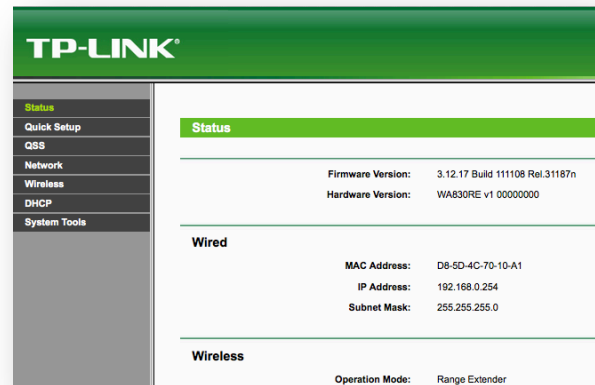 TP-LINK®
Status
Quick Setup
QSS
Network
Wireless
DHCP
System Tools
Status
Firmware Version: 3.12.17 Build 111108 Rel.31187n
Hardware Version: WA830RE v1 00000000
Wired
MAC Address: D8-5D-4C-70-10-A1
IP Address: 192.168.0.254
Subnet Mask: 255.255.255.0
Wireless
Operation Mode: Range Extender